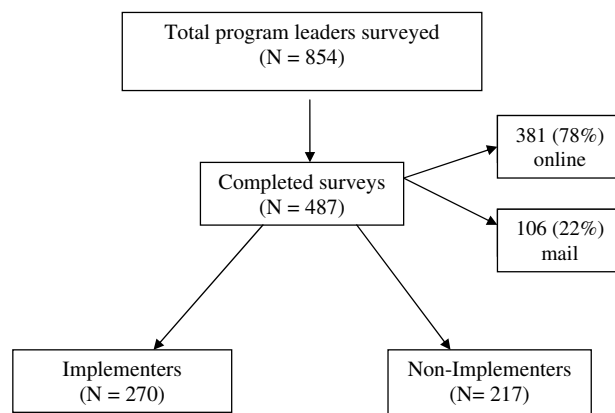 Total program leaders surveyed
(N = 854)
381 (78%)
online
Completed surveys
(N = 487)
106 (22%)
mail
Implementers
(N = 270)
Non-Implementers
(N= 217)